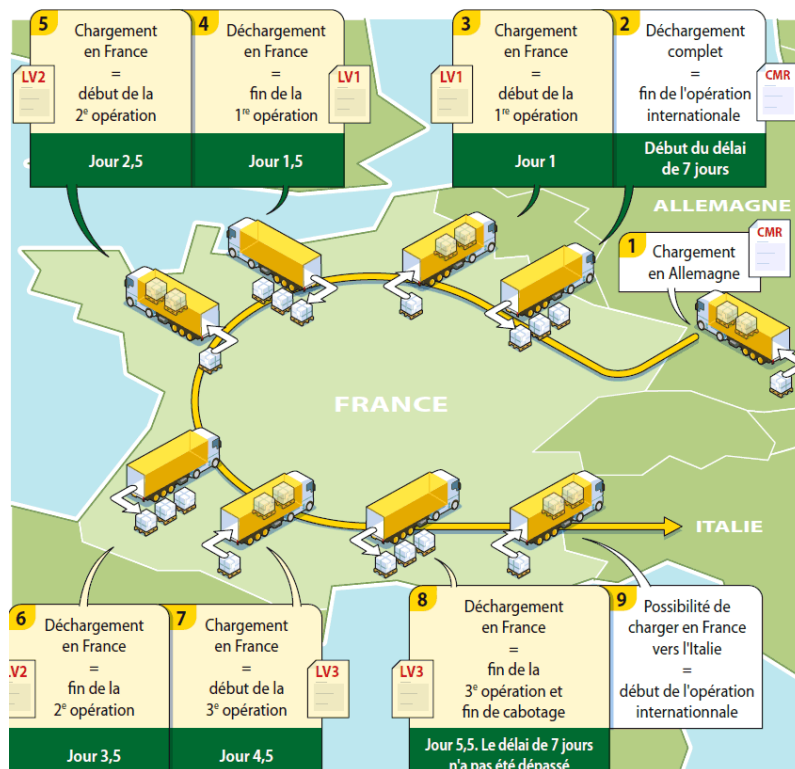 5
Chargement
en France
=
début de la
2e opération
LV2
Jour 2,5
4
Déchargement
en France
=
fin de la
1re opération
LV1
Jour 1,5
3
Chargement
en France
=
début de la
1re opération
LV1
Jour 1
2
Déchargement
complet
=
fin de l'opération
internationale
CMR
Début du délai
de 7 jours
ALLEMAGNE
1
Chargement
en Allemagne
CMR
FRANCE
ITALIE
6
Déchargement
en France
=
fin de la
2e opération
LV2
Jour 3,5
7
Chargement
en France
=
début de la
3e opération
LV3
Jour 4,5
8
Déchargement
en France
=
fin de la
3e opération et
fin de cabotage
LV3
Jour 5,5. Le délai de 7 jours
n'a pas été dépassé
9
Possibilité de
charger en France
vers l'Italie
=
début de l'opération
internationnale